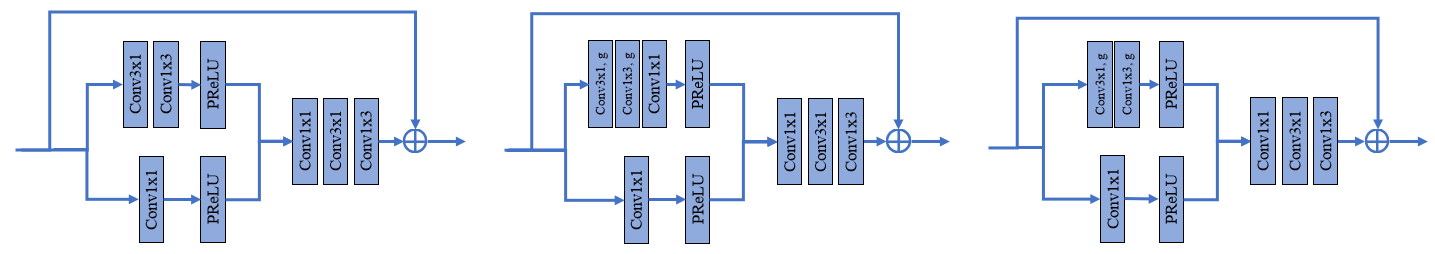 Conv3x1
Conv1x3
PReLU
Conv1x1
PReLU
Conv1x1
Conv3x1
Conv1x3
Conv3x1, g
Conv1x3, g
Conv1x1
PReLU
Conv1x1
PReLU
Conv1x1
Conv3x1
Conv1x3
Conv3x1, g
Conv1x3, g
PReLU
Conv1x1
PReLU
Conv1x1
Conv3x1
Conv1x3